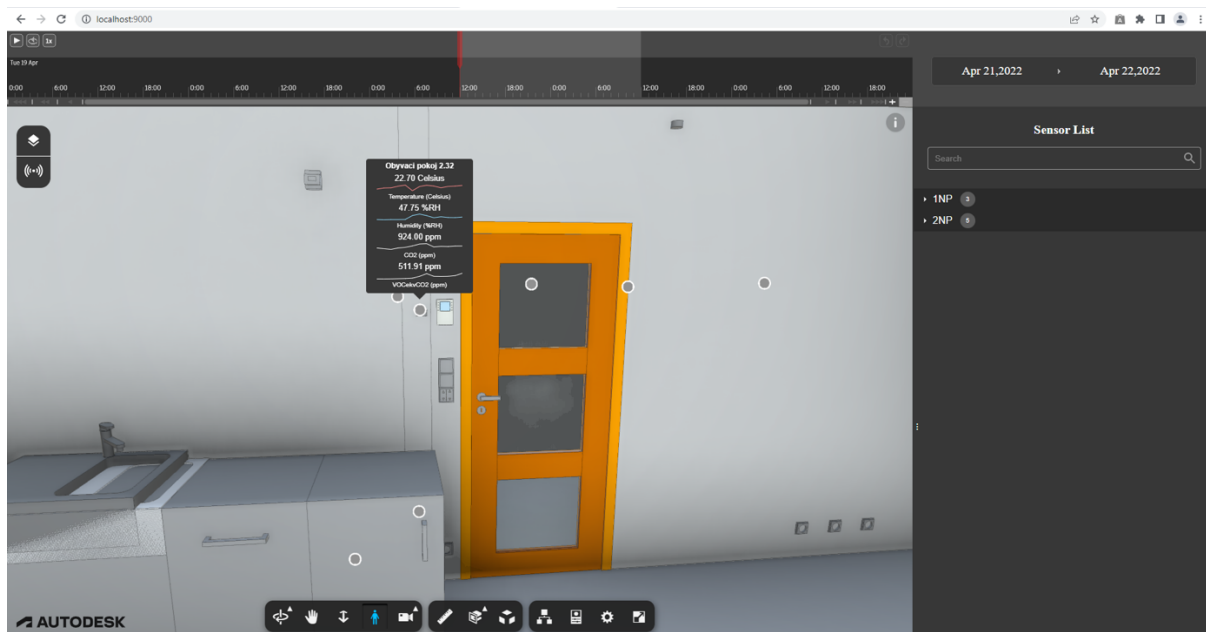 localhost:9000
1x
Tue 19 Apr
0:00 6:00 12:00 18:00 0:00 6:00 12:00 18:00 0:00 6:00 12:00 18:00 0:00 6:00 12:00 18:00 0:00 6:00 12:00 18:00
Apr 21,2022 › Apr 22,2022
Sensor List
Search
1NP 3
2NP 5
Obyvaci pokoj 2.32
22.70 Celsius
Temperature (Celsius)
47.75 %RH
Humidity (%RH)
924.00 ppm
CO2 (ppm)
511.91 ppm
VOCekvCO2 (ppm)
AUTODESK